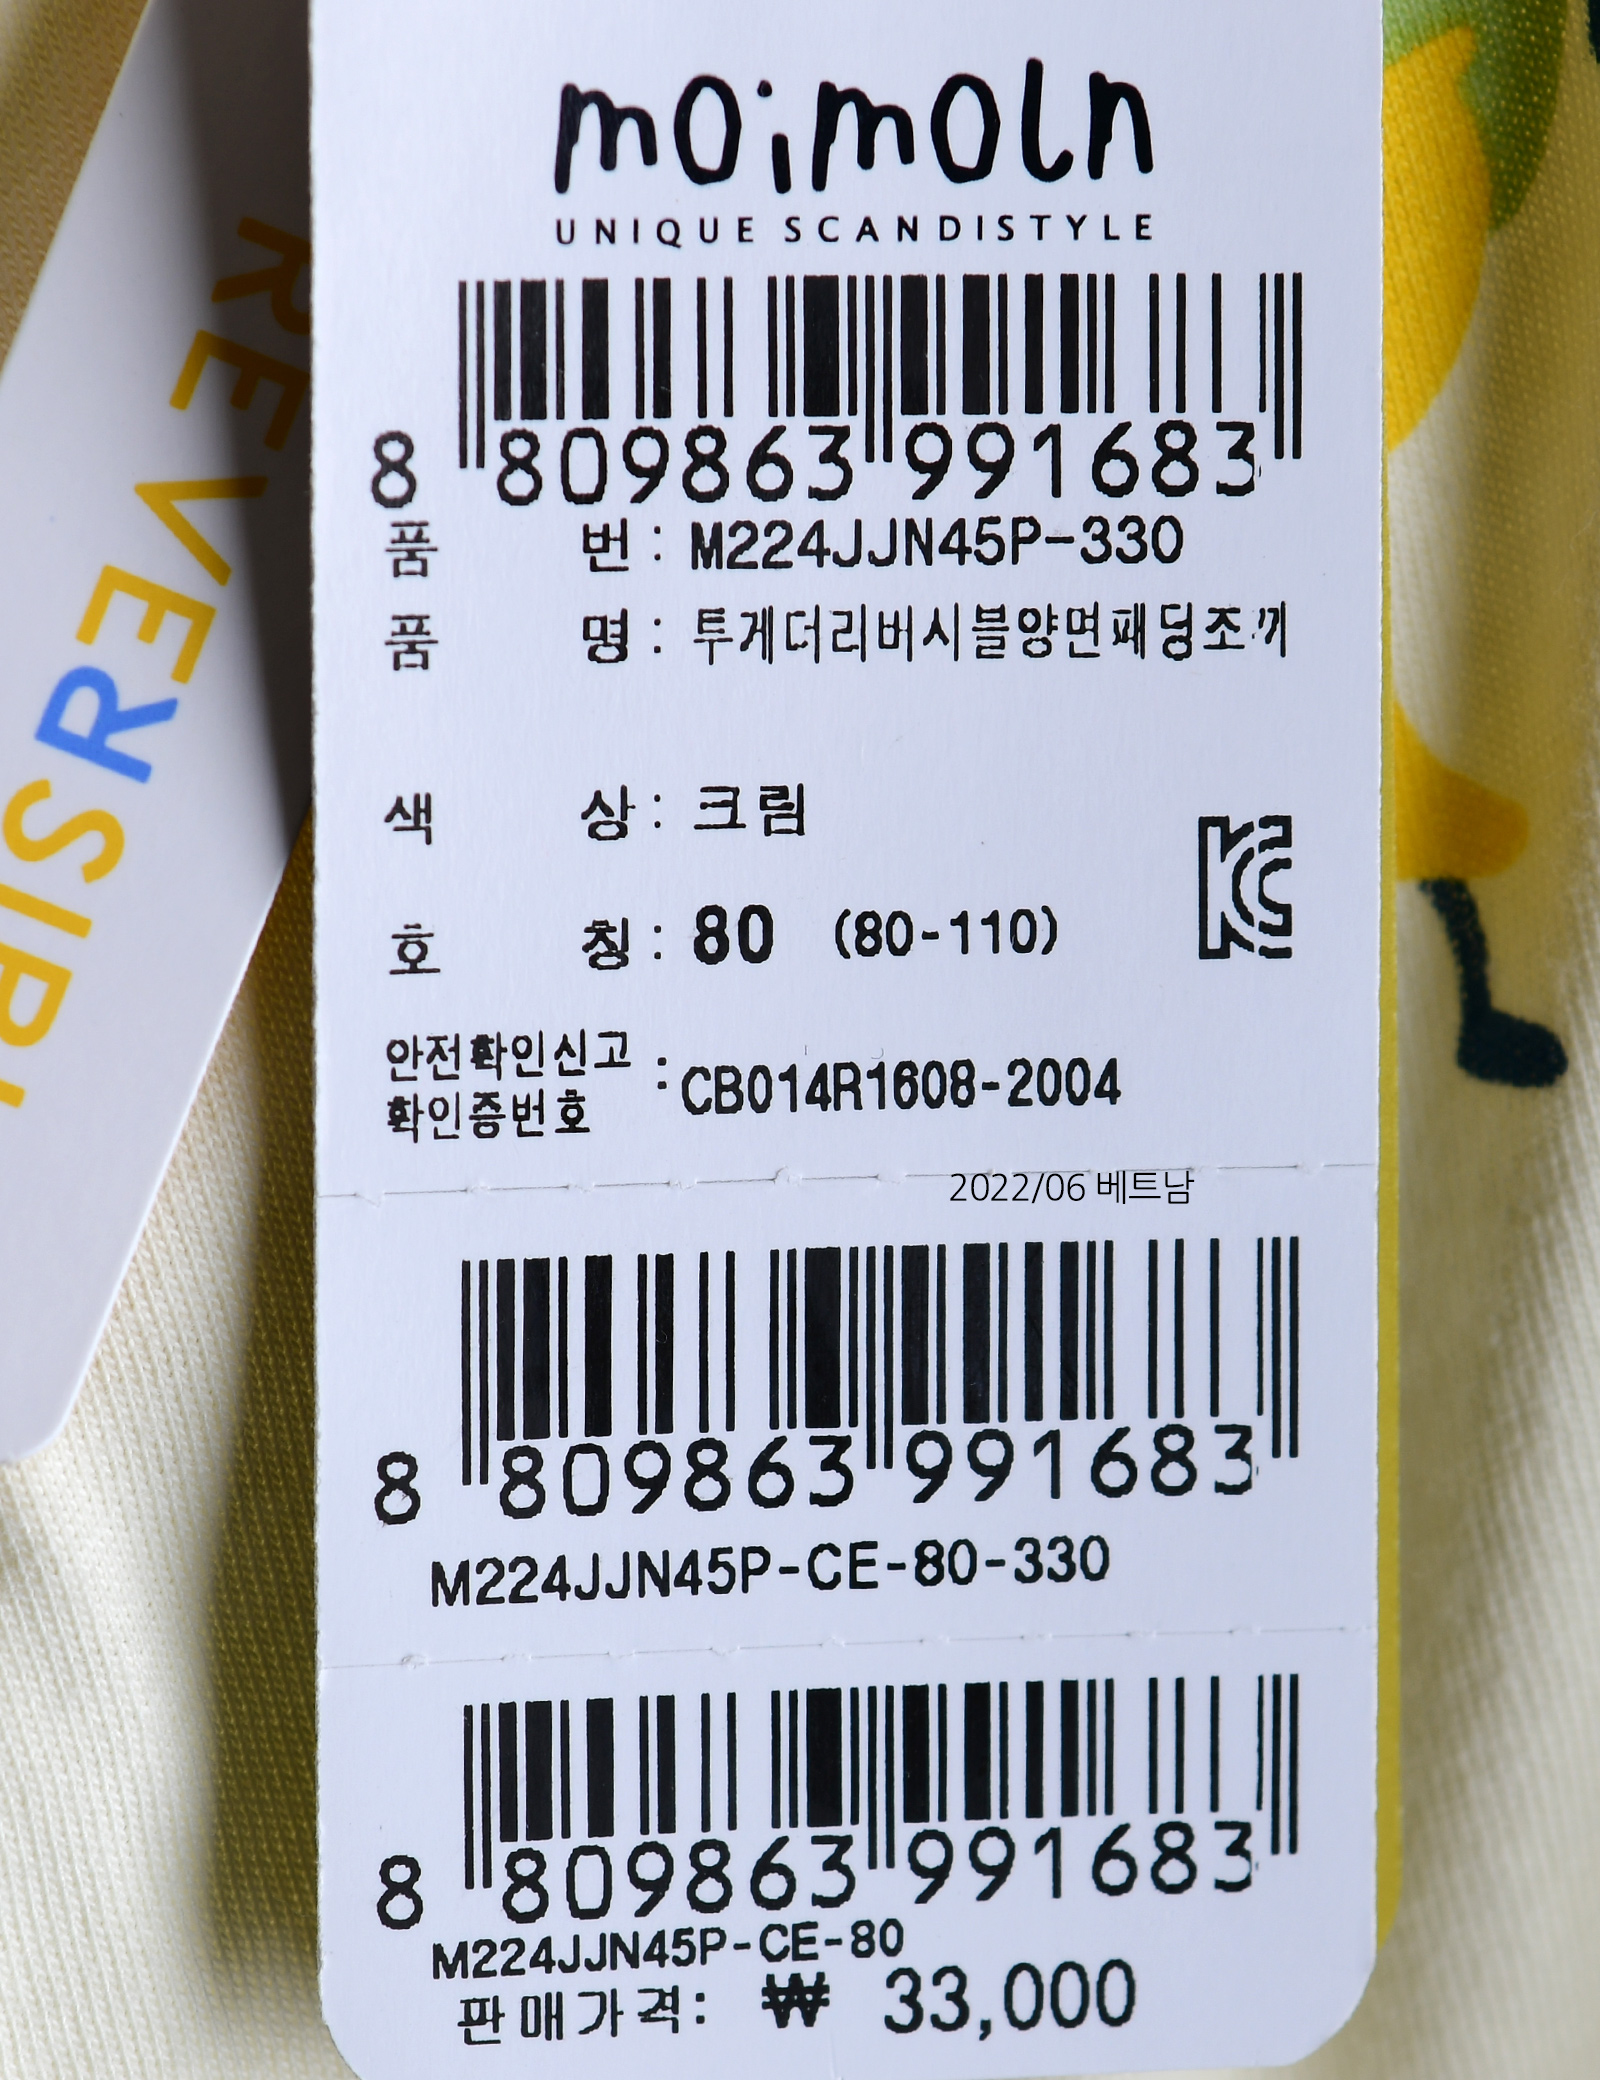 REVERSIBL
moimoln
UNIQUE SCANDISTYLE
8 809863 991683
품 번 : M224JJN45P-330
품 명 : 투게더리버시블양면패딩조끼
색 상 : 크림
호 칭 : 80 (80-110)
안전확인신고
확인증번호 : CB014R1608-2004
2022/06 베트남
8 809863 991683
M224JJN45P-CE-80-330
8 809863 991683
M224JJN45P-CE-80
판매가격: ₩ 33,000